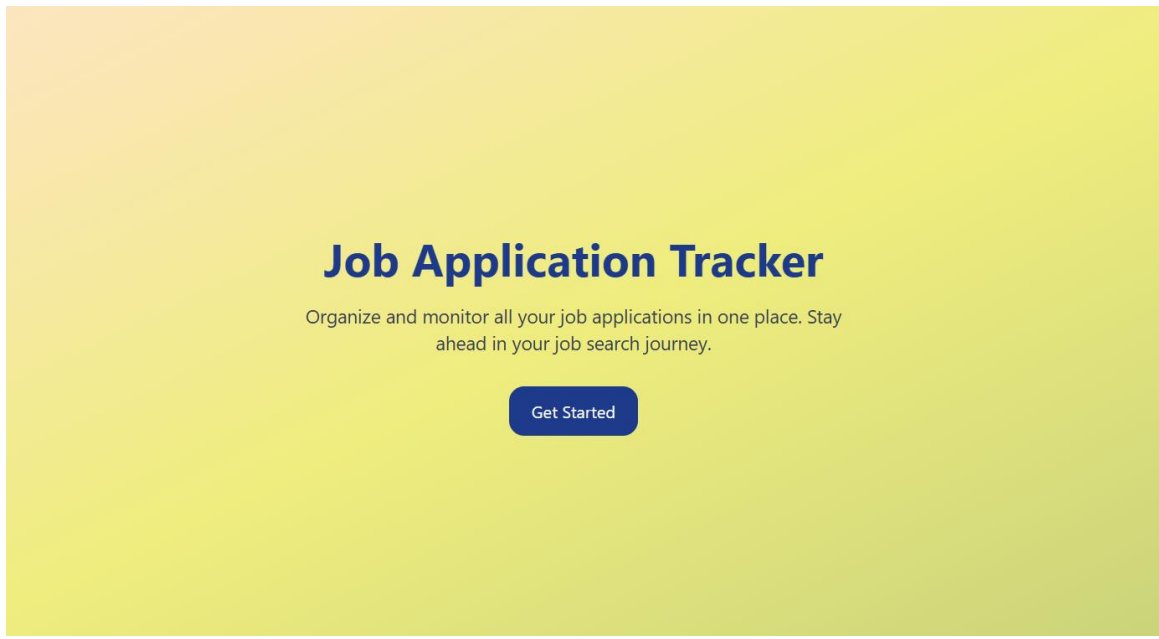 Job Application Tracker
Organize and monitor all your job applications in one place. Stay
ahead in your job search journey.
Get Started